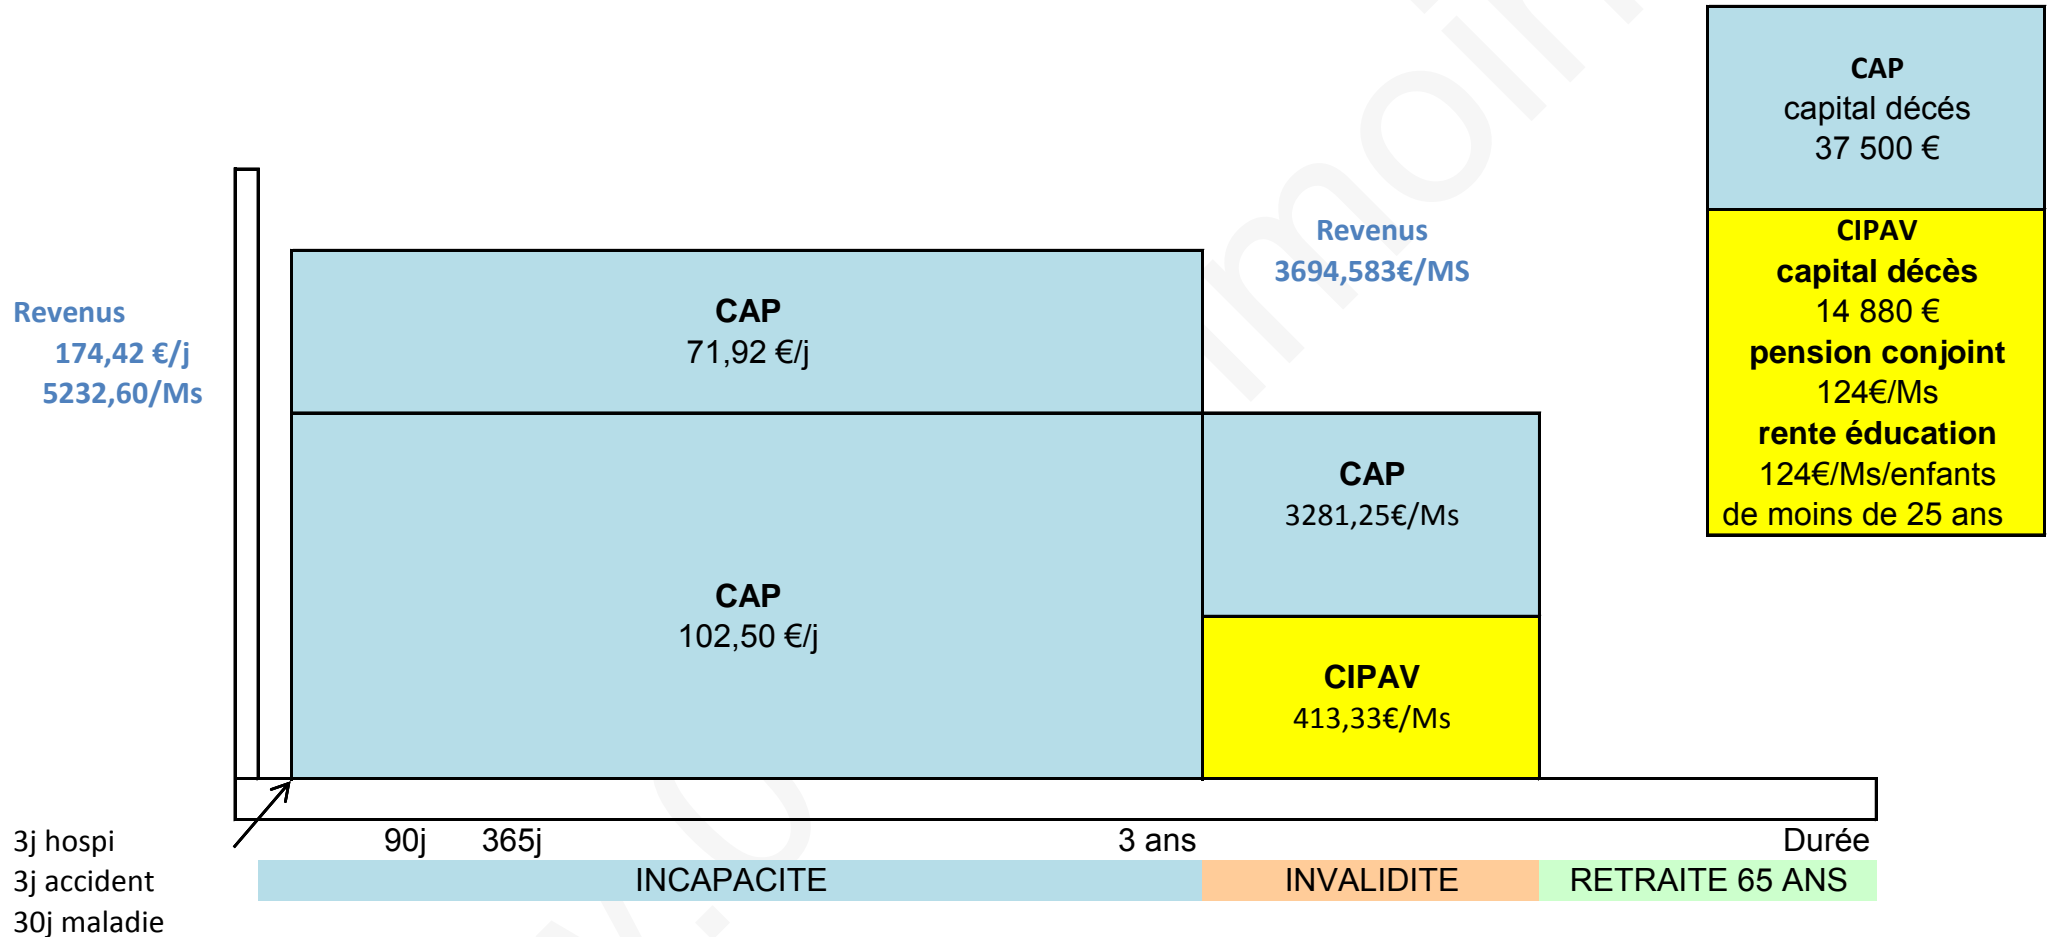 CAP
capital décés
37 500 €
CIPAV
capital décès
14 880 €
pension conjoint
124€/Ms
rente éducation
124€/Ms/enfants
de moins de 25 ans
Revenus
3694,583€/MS
Revenus
174,42 €/j
5232,60/Ms
CAP
71,92 €/j
CAP
102,50 €/j
CAP
3281,25€/Ms
CIPAV
413,33€/Ms
3j hospi
3j accident
30j maladie
90j
365j
3 ans
Durée
INCAPACITE
INVALIDITE
RETRAITE 65 ANS